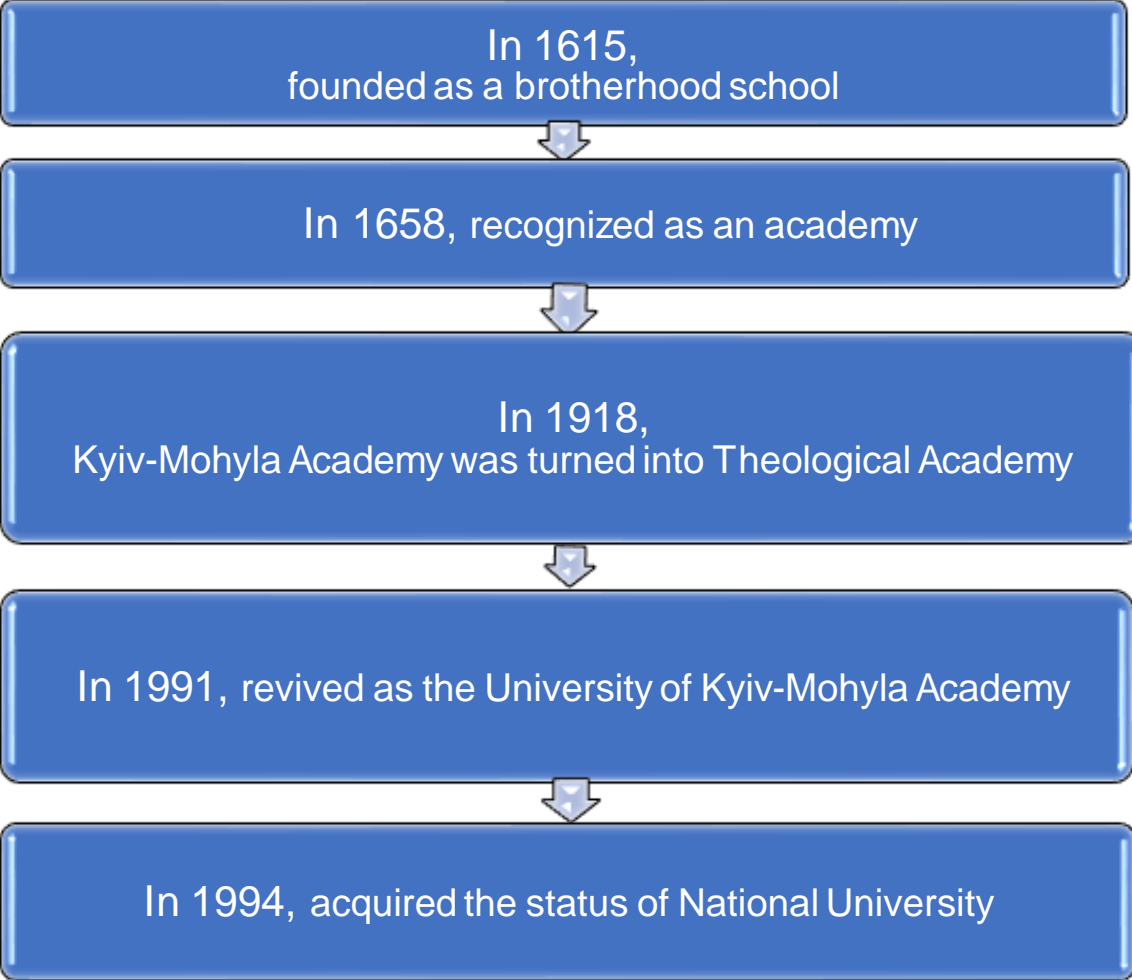 In 1615,
founded as a brotherhood school
In 1658, recognized as an academy
In 1918,
Kyiv-Mohyla Academy was turned into Theological Academy
In 1991, revived as the University of Kyiv-Mohyla Academy
In 1994, acquired the status of National University